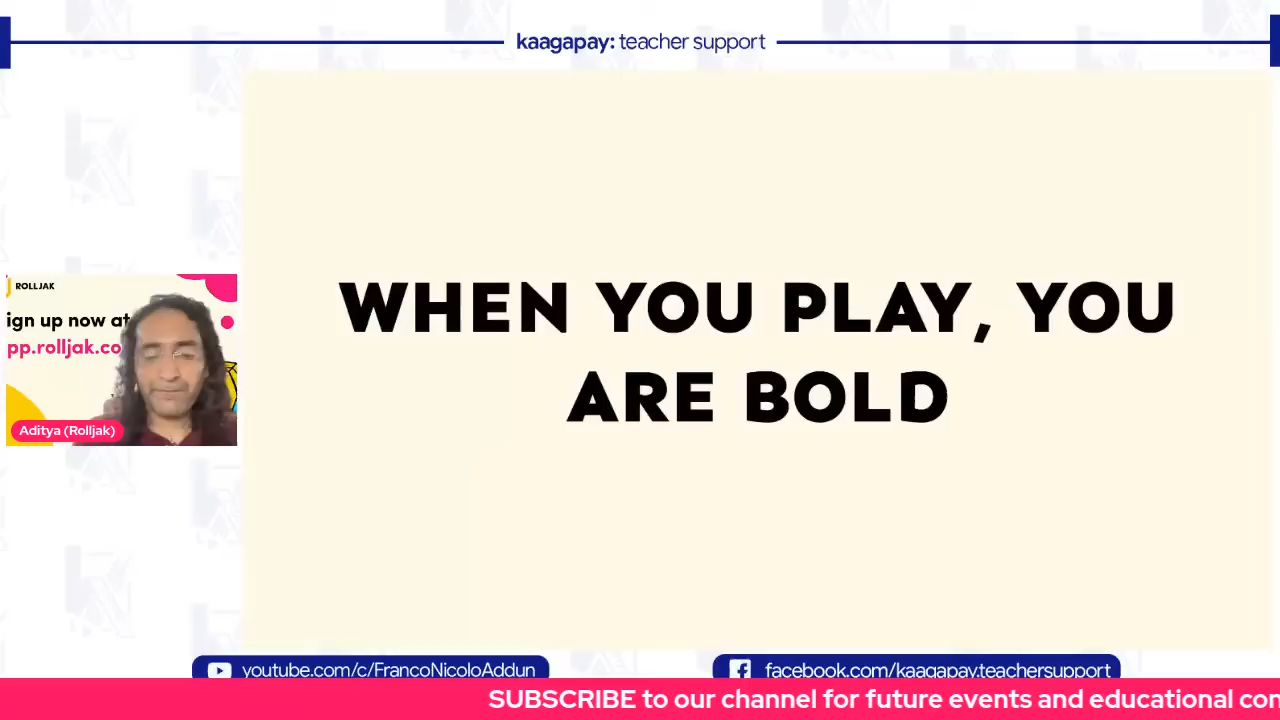 kaagapay: teacher support
WHEN YOU PLAY, YOU
ARE BOLD
ROLLJAK
ign up now at
pp.rolljak.co
Aditya (Rolljak)
youtube.com/c/FrancoNicoloAddun
facebook.com/kaagapay.teachersupport
SUBSCRIBE to our channel for future events and educational con